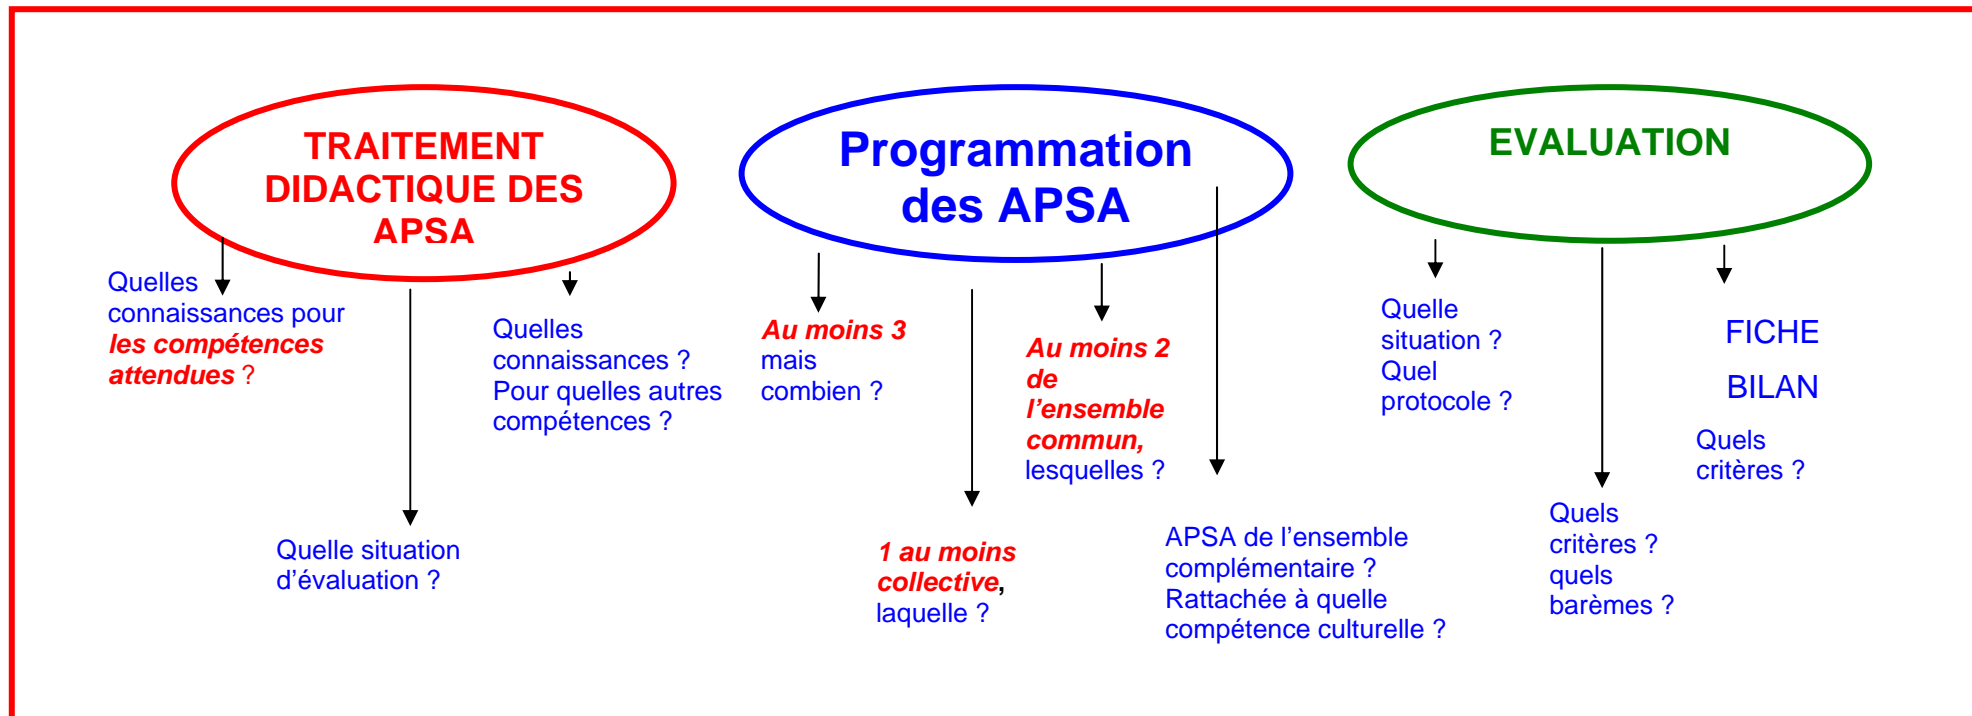 TRAITEMENT
DIDACTIQUE DES
APSA
Quelles
connaissances pour
les compétences
attendues ?
Quelle situation
d’évaluation ?
Quelles
connaissances ?
Pour quelles autres
compétences ?
Programmation
des APSA
Au moins 3
mais
combien ?
1 au moins
collective,
laquelle ?
Au moins 2
de
l’ensemble
commun,
lesquelles ?
APSA de l’ensemble
complémentaire ?
Rattachée à quelle
compétence culturelle ?
EVALUATION
Quelle
situation ?
Quel
protocole ?
Quels
critères ?
quels
barèmes ?
FICHE
BILAN
Quels
critères ?